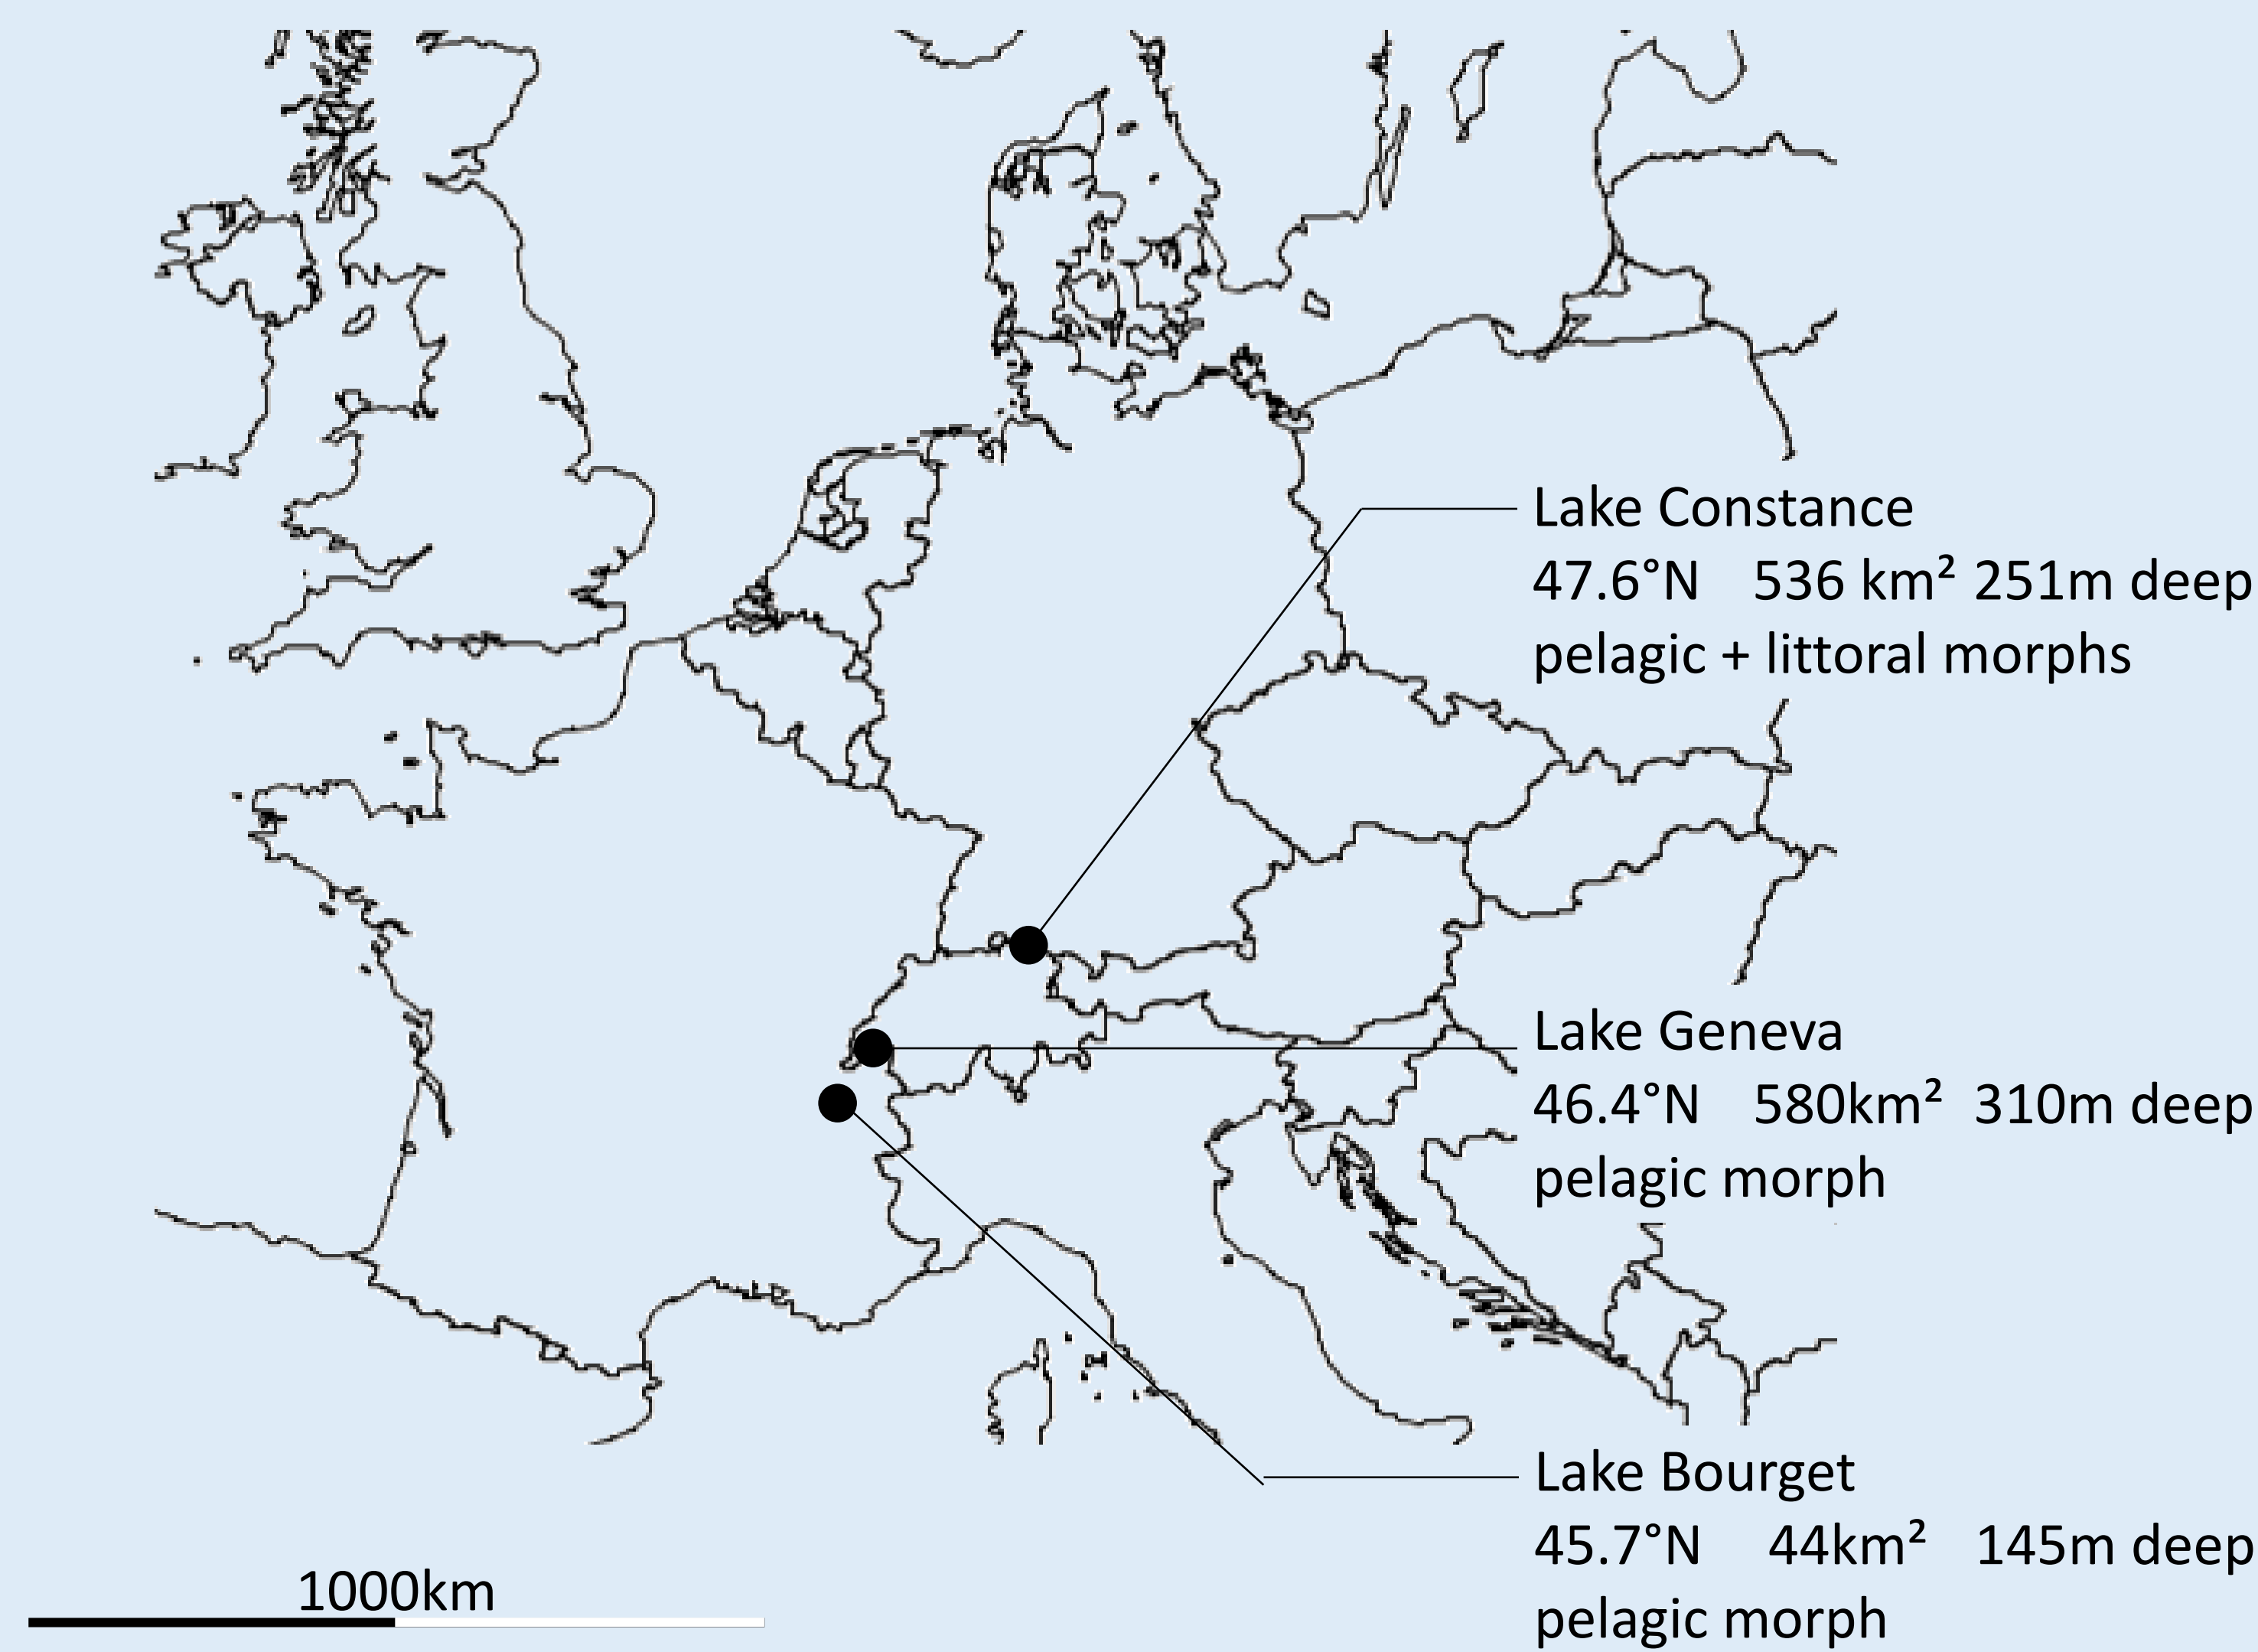 Lake Constance
47.6°N 536 km² 251m deep
pelagic + littoral morphs
Lake Geneva
46.4°N 580km² 310m deep
pelagic morph
Lake Bourget
45.7°N 44km² 145m deep
pelagic morph
1000km